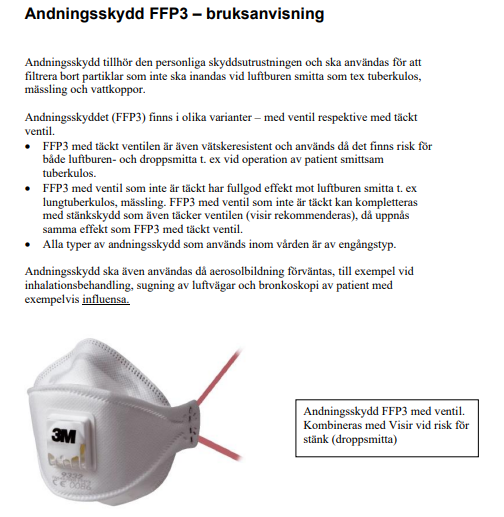 Andningsskydd FFP3 – bruksanvisning
Andningsskydd tillhör den personliga skyddsutrustningen och ska användas för att
filtrera bort partiklar som inte ska inandas vid luftburen smitta som tex tuberkulos,
mässling och vattkoppor.
Andningsskyddet (FFP3) finns i olika varianter – med ventil respektive med täckt
ventil.
• FFP3 med täckt ventilen är även vätskeresistent och används då det finns risk för
både luftburen- och droppsmitta t. ex vid operation av patient smittsam
tuberkulos.
• FFP3 med ventil som inte är täckt har fullgod effekt mot luftburen smitta t. ex
lungtuberkulos, mässling. FFP3 med ventil som inte är täckt kan kompletteras
med stänkskydd som även täcker ventilen (visir rekommenderas), då uppnås
samma effekt som FFP3 med täckt ventil.
• Alla typer av andningsskydd som används inom vården är av engångstyp.
Andningsskydd ska även användas då aerosolbildning förväntas, till exempel vid
inhalationsbehandling, sugning av luftvägar och bronkoskopi av patient med
exempelvis influensa.
3M
Andningsskydd FFP3 med ventil.
Kombineras med Visir vid risk för
stänk (droppsmitta)